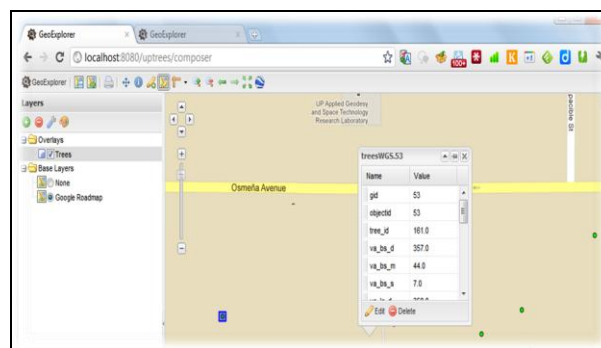 GeoExplorer
GeoExplorer
localhost:8080/uptrees/composer
100+
GeoExplorer
Layers
Overlays
Trees
Base Layers
None
Google Roadmap
UP Applied Geodesy
and Space Technology
Research Laboratory
Osmeña Avenue
treesWGS.53
Name Value
gid 53
objectid 53
tree_id 161.0
va_bs_d 357.0
va_bs_m 44.0
va_bs_s 7.0
Edit Delete